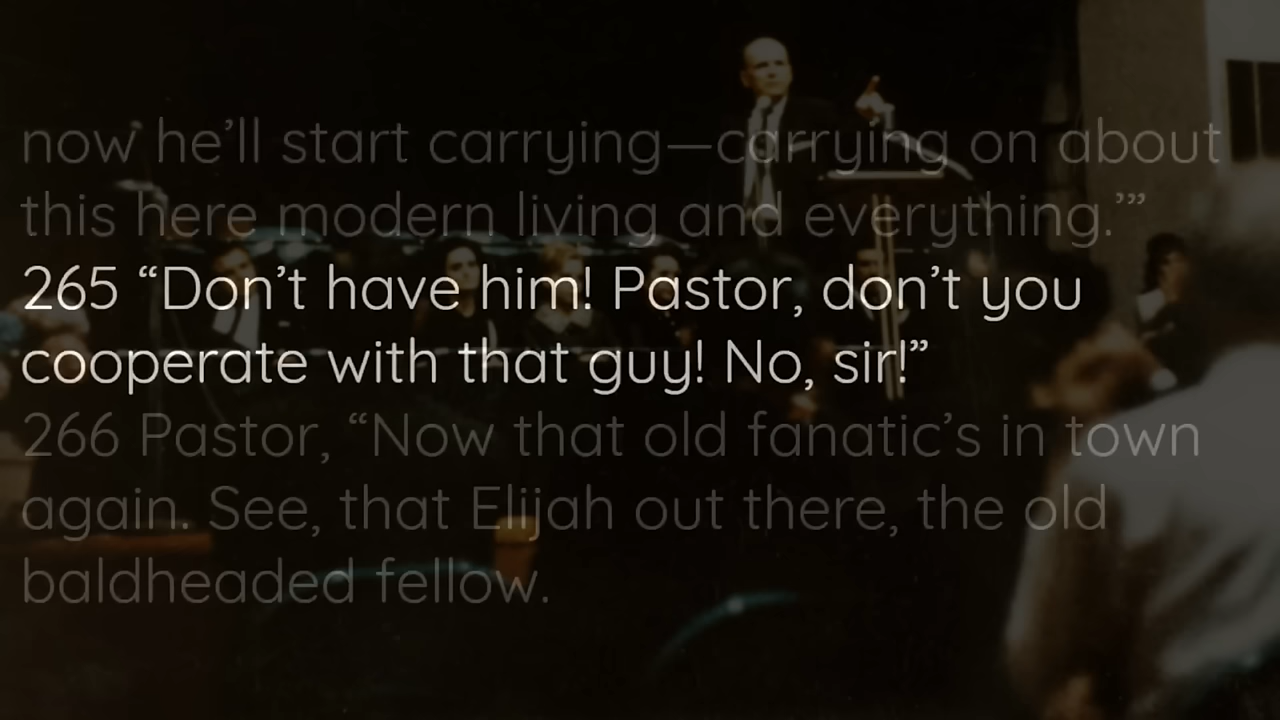 now he’ll start carrying—carrying on about
this here modern living and everything.’”
265 “Don’t have him! Pastor, don’t you
cooperate with that guy! No, sir!”
266 Pastor, “Now that old fanatic’s in town
again. See, that Elijah out there, the old
baldheaded fellow.